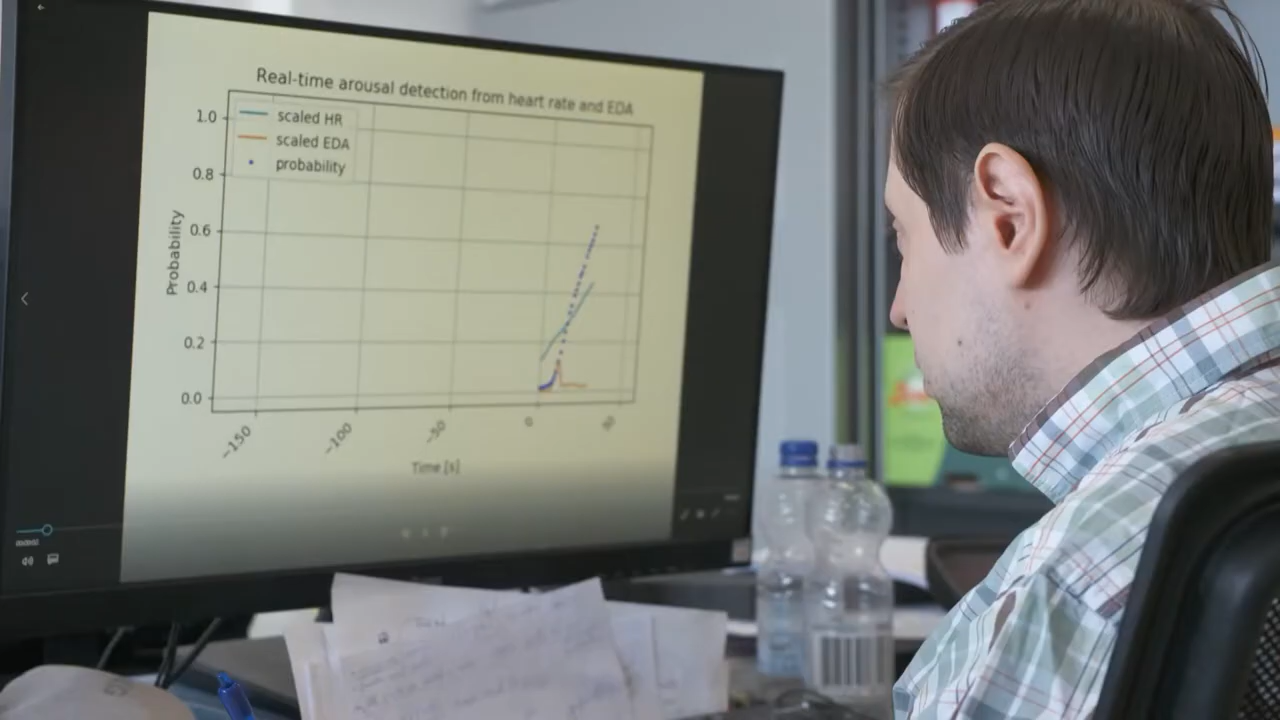 Real-time arousal detection from heart rate and EDA
scaled HR
scaled EDA
probability
1.0
0.8
0.6
0.4
0.2
0.0
Probability
−150
−100
−50
0
50
Time [s]